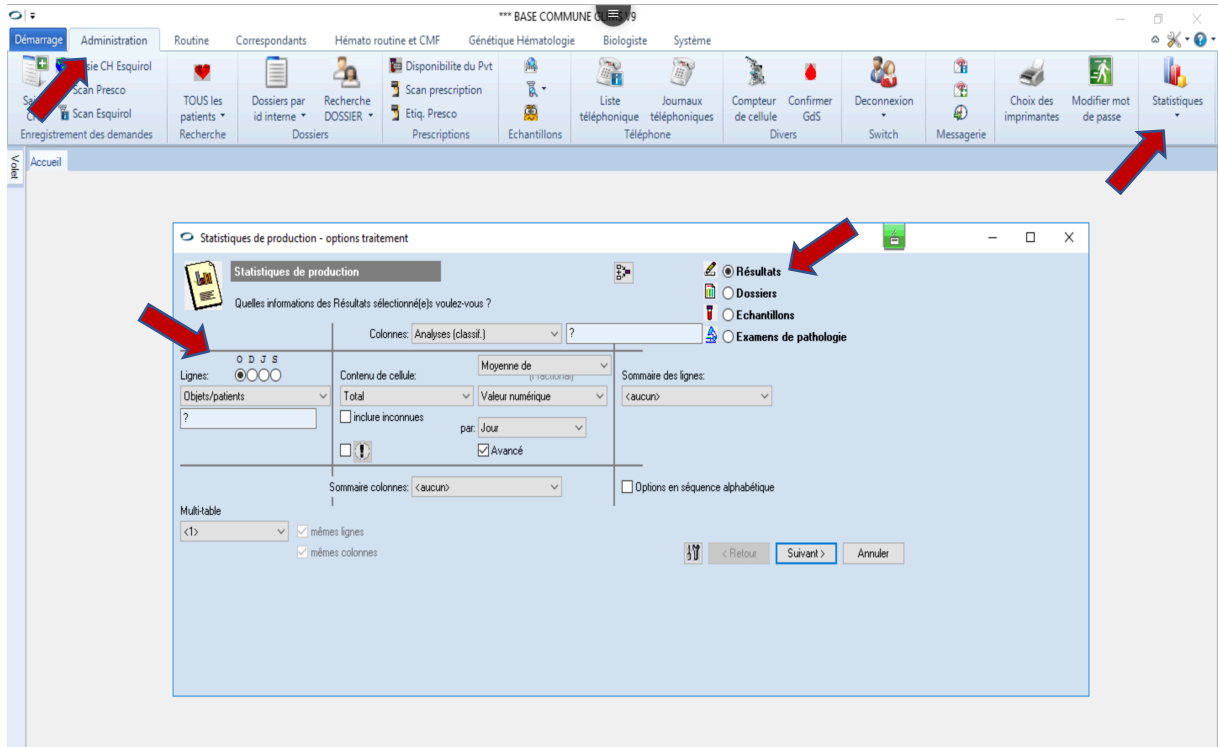 *** BASE COMMUNE
Démarrage Administration Routine Correspondants Hémato routine et CMF Génétique Hématologie Biologiste Système
CH Esquirol
Scan Presco
Scan Esquirol
Enregistrement des demandes
TOUS les
patients
Recherche
Dossiers par
id interne
Recherche
DOSSIER
Dossiers
Disponibilite du Pvt
Scan prescription
Etiq. Presco
Prescriptions
Echantillons
Liste
téléphonique
Journaux
téléphoniques
Téléphone
Compteur
de cellule
Confirmer
GdS
Divers
Deconnexion
Switch
Messagerie
Choix des
imprimantes
Modifier mot
de passe
Statistiques
Volet
Accueil
Statistiques de production - options traitement
Statistiques de production
Quelles informations des Résultats sélectionné(e)s voulez-vous ?
Résultats
Dossiers
Echantillons
Examens de pathologie
Colonnes: Analyses (classif.) ?
O D J S
Lignes:
Objets/patients
?
Contenu de cellule:
Total
inclure inconnues
Moyenne de
Valeur numérique
par: Jour
Avancé
Sommaire des lignes:
<aucun>
Sommaire colonnes: <aucun>
Options en séquence alphabétique
Multi-table
<1>
mêmes lignes
mêmes colonnes
< Retour Suivant > Annuler